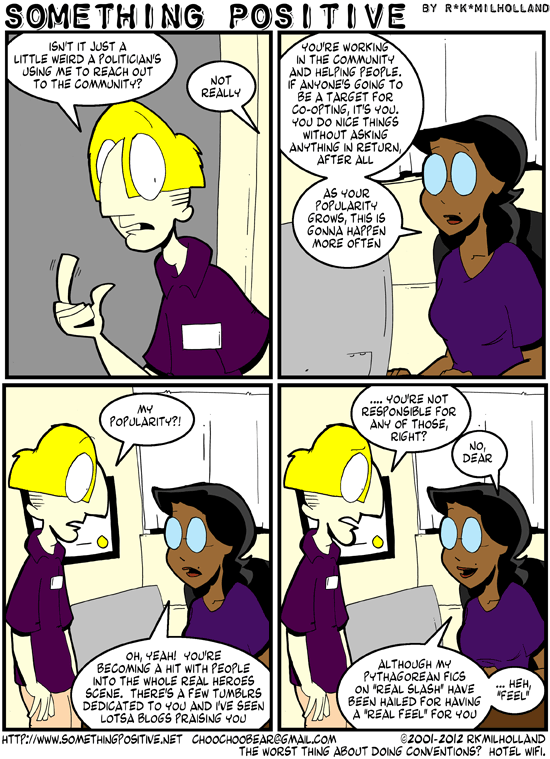 SOMETHING POSITIVE BY R*K*MILHOLLAND
ISN'T IT JUST A
LITTLE WEIRD A POLITICIAN'S
USING ME TO REACH OUT
TO THE COMMUNITY?
NOT
REALLY
YOU'RE WORKING
IN THE COMMUNITY
AND HELPING PEOPLE.
IF ANYONE'S GOING TO
BE A TARGET FOR
CO-OPTING, IT'S YOU.
YOU DO NICE THINGS
WITHOUT ASKING
ANYTHING IN RETURN,
AFTER ALL
AS YOUR
POPULARITY
GROWS, THIS IS
GONNA HAPPEN
MORE OFTEN
MY
POPULARITY?!
OH, YEAH! YOU'RE
BECOMING A HIT WITH PEOPLE
INTO THE WHOLE REAL HEROES
SCENE. THERE'S A FEW TUMBLRS
DEDICATED TO YOU AND I'VE SEEN
LOTSA BLOGS PRAISING YOU
.... YOU'RE NOT
RESPONSIBLE FOR
ANY OF THOSE,
RIGHT?
NO,
DEAR
ALTHOUGH MY
PYTHAGOREAN FICS
ON "REAL SLASH" HAVE
BEEN HAILED FOR HAVING
A "REAL FEEL" FOR YOU
... HEH,
"FEEL"
HTTP://WWW.SOMETHINGPOSITIVE.NET CHOOCHOOBEAR@GMAIL.COM ©2001-2012 RKMILHOLLAND
THE WORST THING ABOUT DOING CONVENTIONS? HOTEL WIFI.